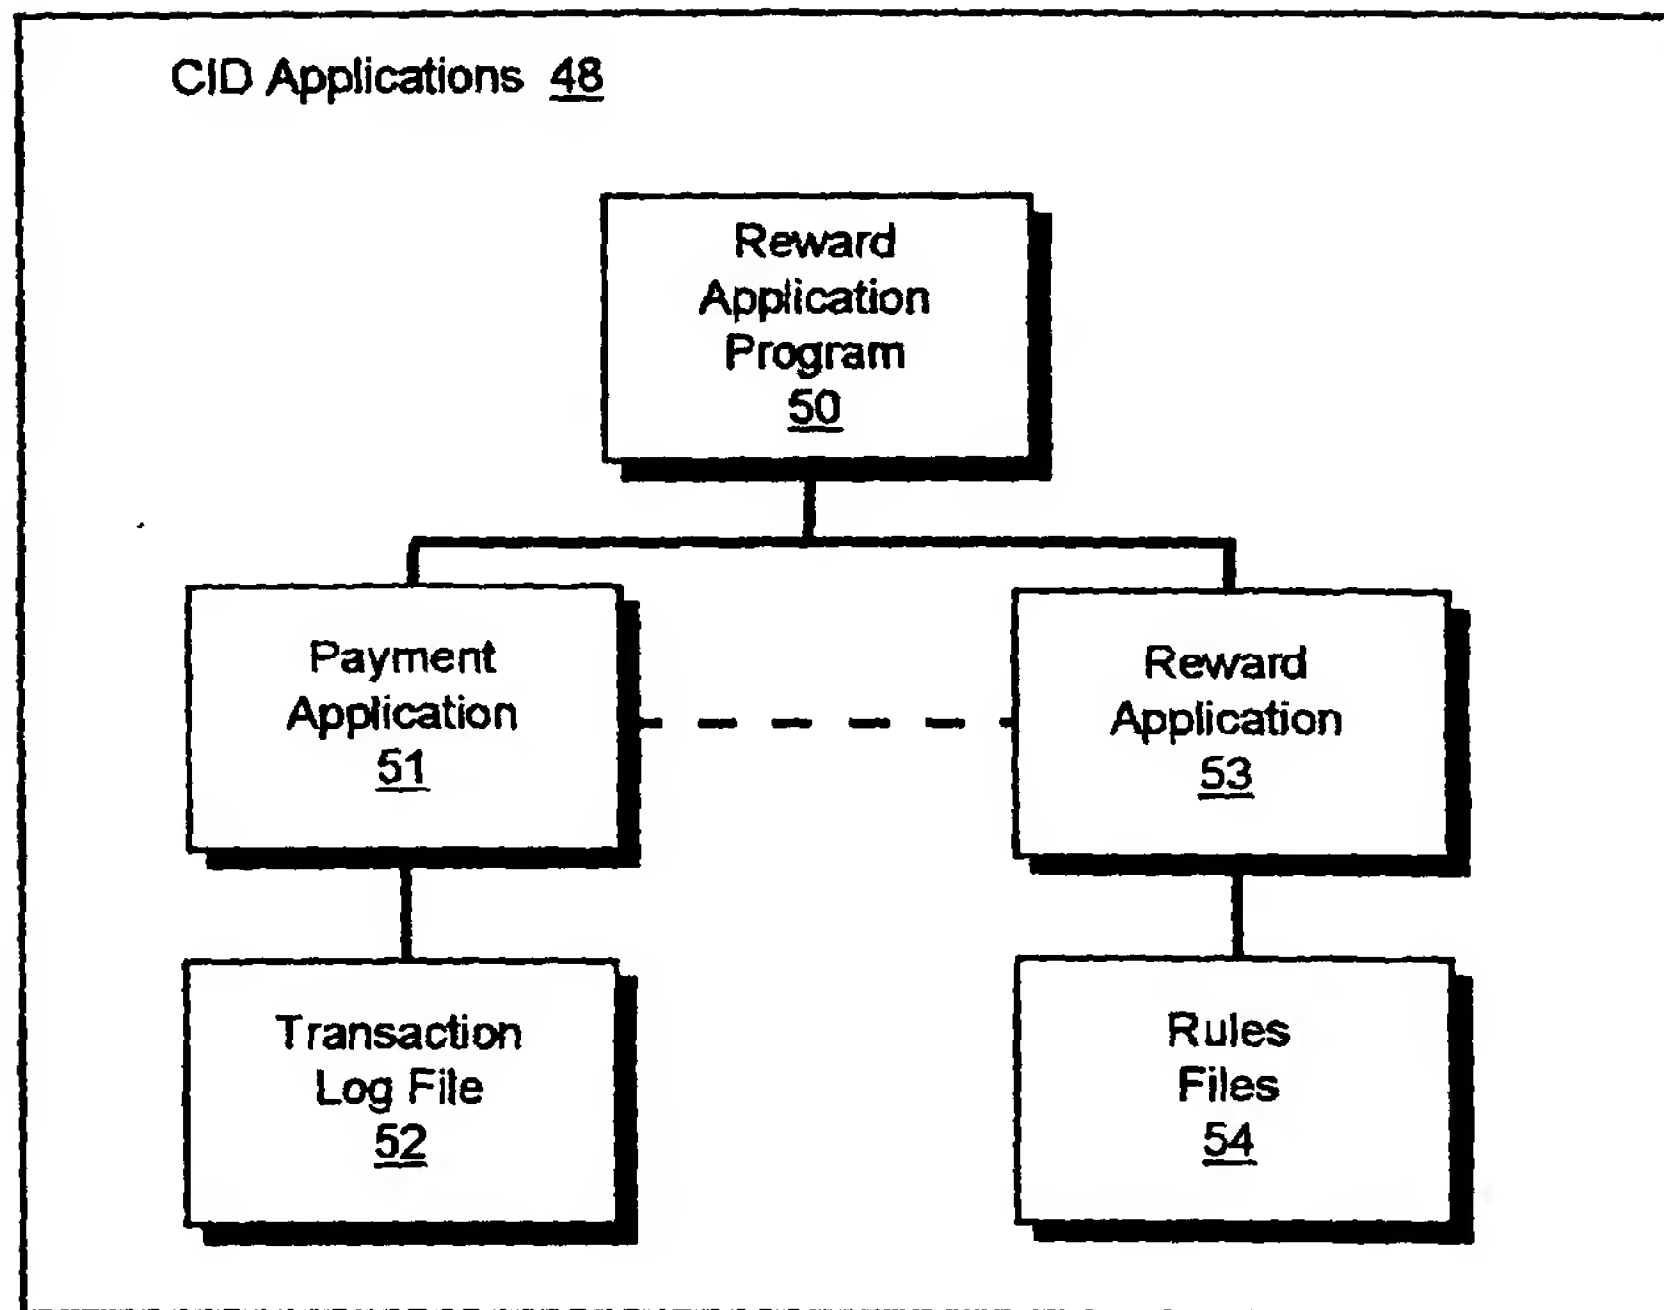 CID Applications 48
Reward
Application
Program
50
Payment
Application
51
Reward
Application
53
Transaction
Log File
52
Rules
Files
54